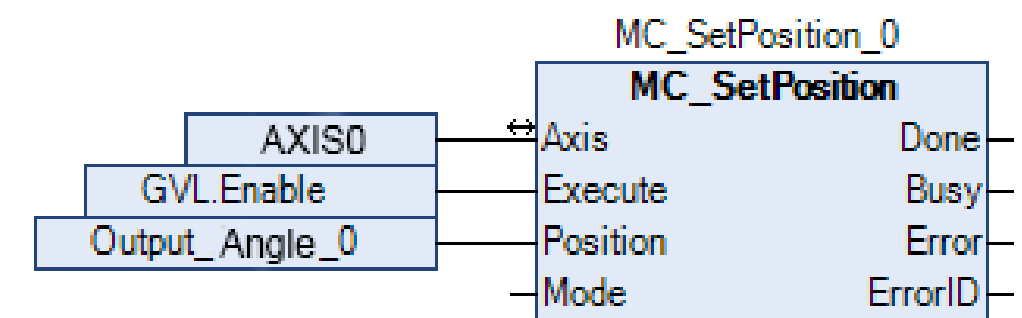 MC_SetPosition_0
MC_SetPosition
AXIS0 Axis Done
GVL.Enable Execute Busy
Output_Angle_0 Position Error
Mode ErrorID